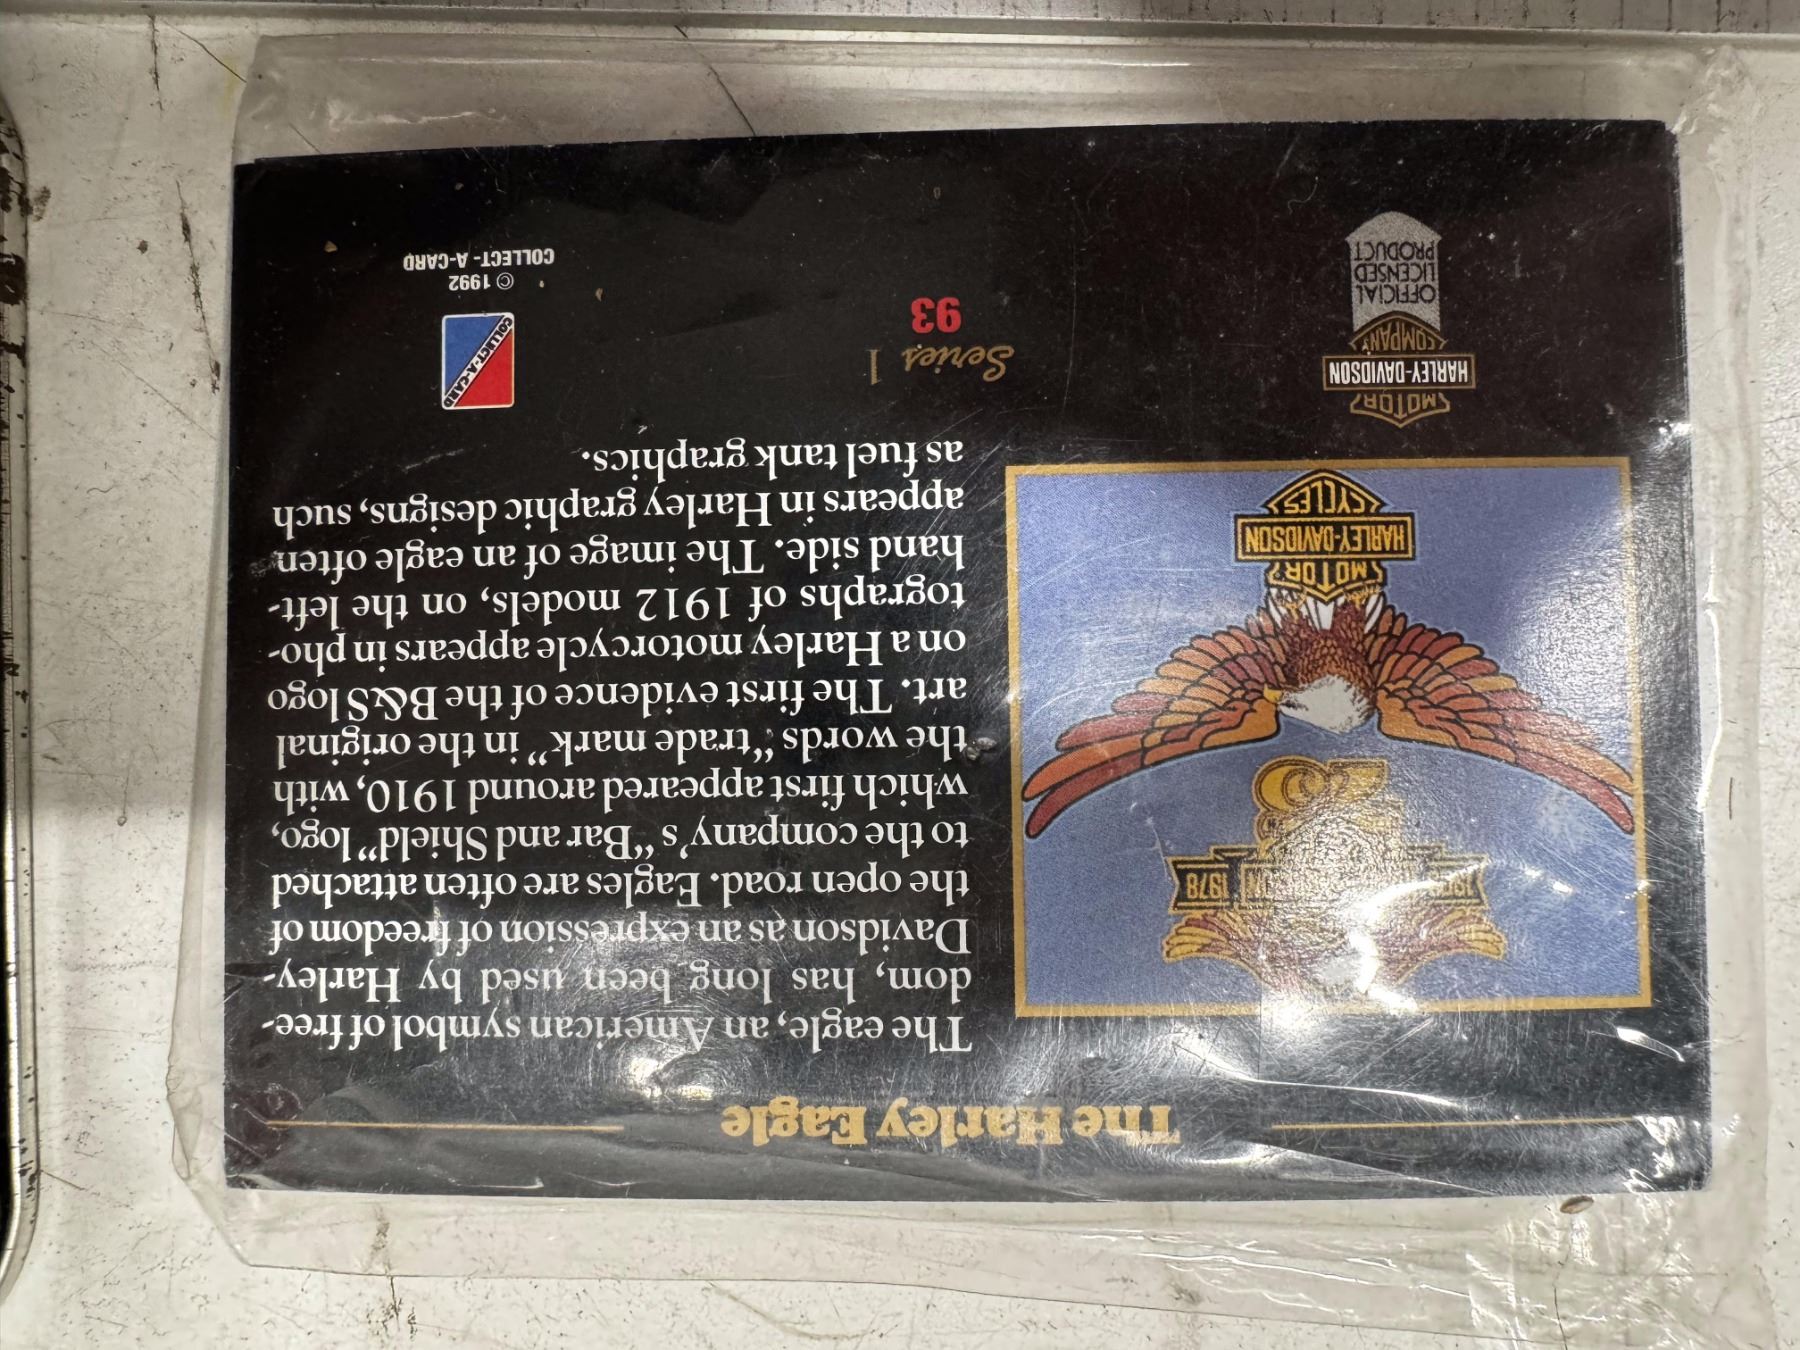 The Harley Eagle
The eagle, an American symbol of free-
dom, has long been used by Harley-
Davidson as an expression of freedom of
the open road. Eagles are often attached
to the company's “Bar and Shield” logo,
which first appeared around 1910, with
the words “trade mark” in the original
art. The first evidence of the B&S logo
on a Harley motorcycle appears in pho-
tographs of 1912 models, on the left-
hand side. The image of an eagle often
appears in Harley graphic designs, such
as fuel tank graphics.
1978
MOTOR
HARLEY-DAVIDSON
CYCLES
MOTOR
HARLEY-DAVIDSON
COMPANY
OFFICIAL
LICENSED
PRODUCT
Series 1
93
COLLECT-A-CARD
© 1992
COLLECT-A-CARD